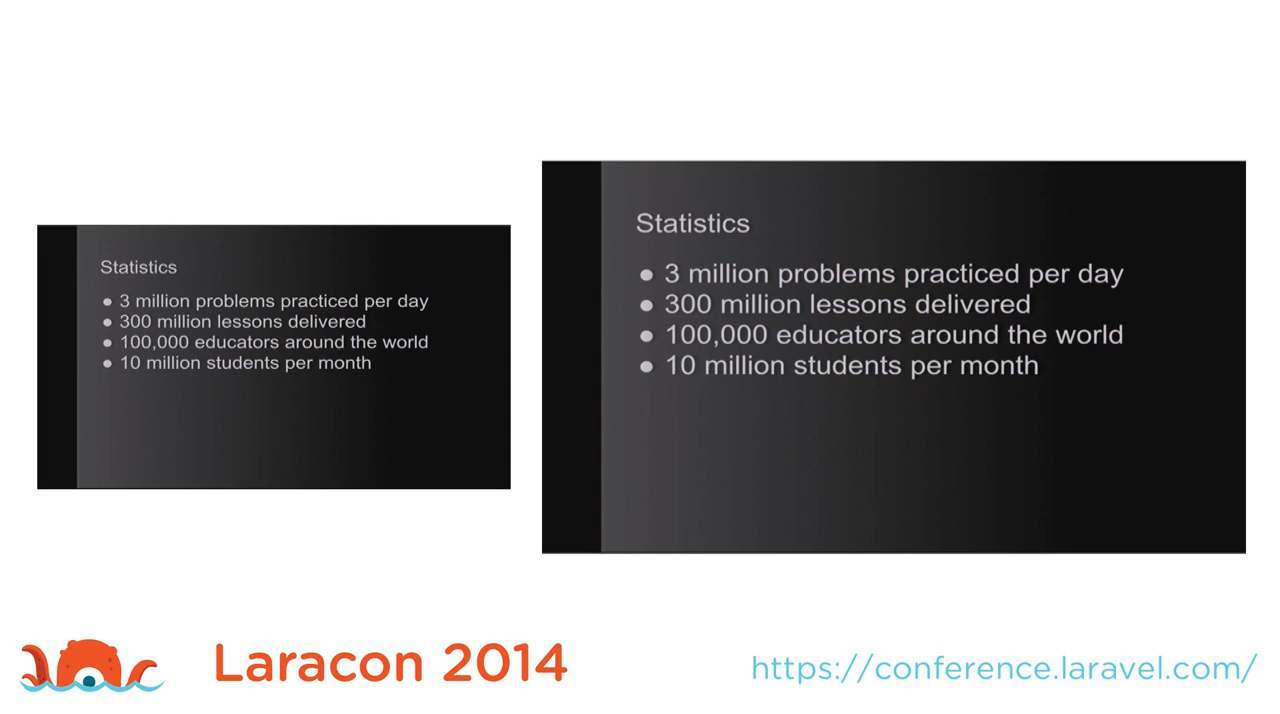 Statistics
● 3 million problems practiced per day
● 300 million lessons delivered
● 100,000 educators around the world
● 10 million students per month
Statistics
● 3 million problems practiced per day
● 300 million lessons delivered
● 100,000 educators around the world
● 10 million students per month
Laracon 2014
https://conference.laravel.com/